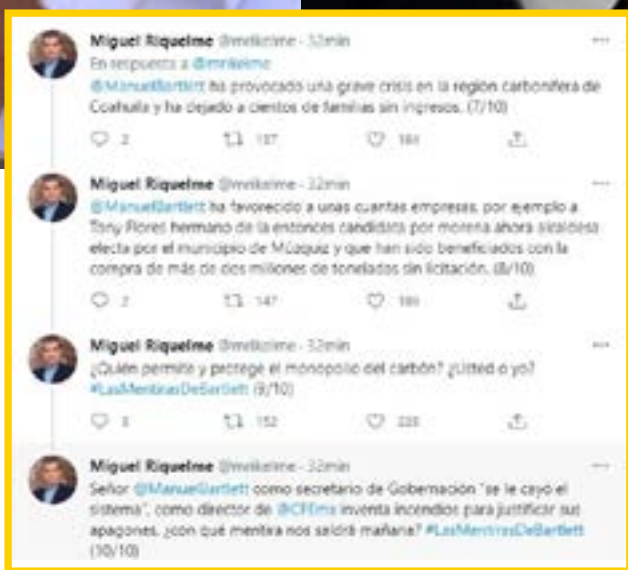 Miguel Riquelme @mrikelme - 32min
En respuesta a @mrikelme
@ManuelBartlett ha provocado una grave crisis en la región carbonífera de
Coahuila y ha dejado a cientos de familias sin ingresos. (7/10)
2 184
Miguel Riquelme @mrikelme - 32min
@ManuelBartlett ha favorecido a unas cuantas empresas, por ejemplo a
Tony Flores hermano de la entonces candidata por morena ahora alcaldesa
electa por el municipio de Múzquiz y que han sido beneficiados con la
compra de más de dos millones de toneladas sin licitación. (8/10)
2 147
Miguel Riquelme @mrikelme - 32min
¿Quién permite y protege el monopolio del carbón? ¿Usted o yo?
#LasMentirasDeBartlett (9/10)
152
Miguel Riquelme @mrikelme - 32min
Señor @ManuelBartlett como secretario de Gobernación "se le cayó el
sistema", como director de @CFEmx inventa incendios para justificar sus
apagones, ¿con qué mentira nos saldrá mañana? #LasMentirasDeBartlett
(10/10)